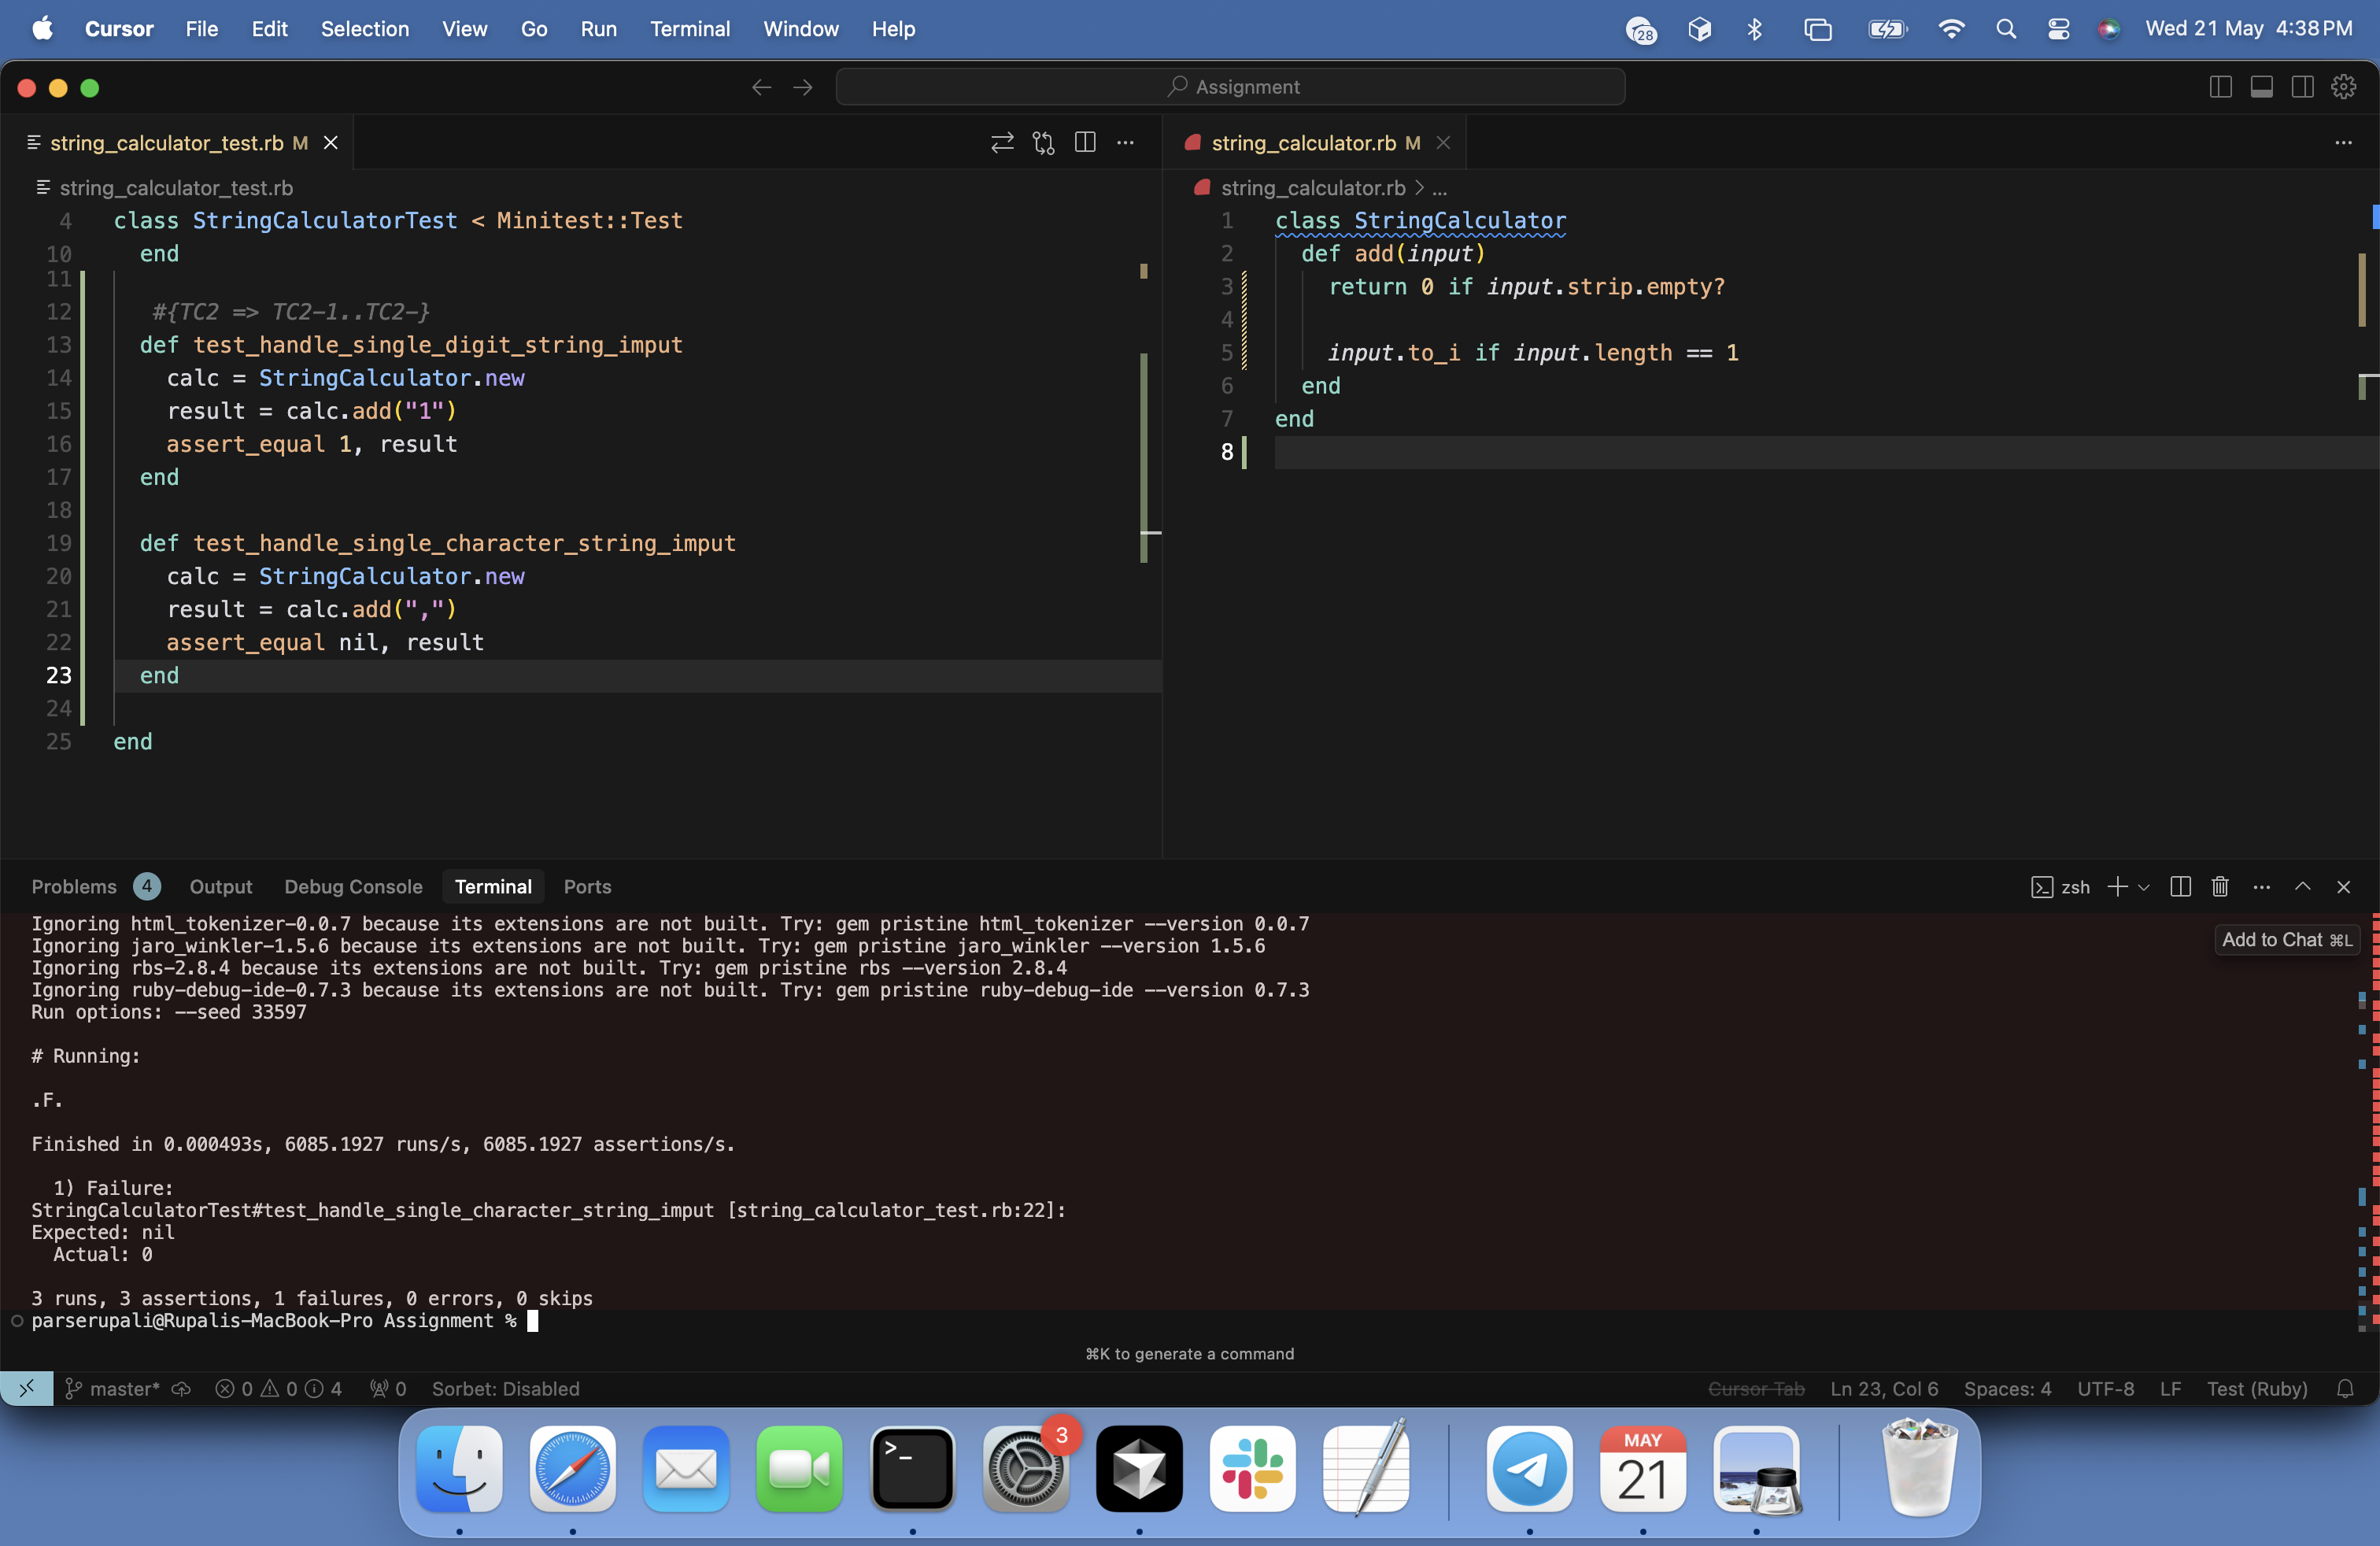 Cursor File Edit Selection View Go Run Terminal Window Help 28 Wed 21 May 4:38 PM
Assignment
string_calculator_test.rb M
string_calculator_test.rb
4 class StringCalculatorTest < Minitest::Test
10 end
11
12 #{TC2 => TC2-1..TC2-}
13 def test_handle_single_digit_string_imput
14 calc = StringCalculator.new
15 result = calc.add("1")
16 assert_equal 1, result
17 end
18
19 def test_handle_single_character_string_imput
20 calc = StringCalculator.new
21 result = calc.add(",")
22 assert_equal nil, result
23 end
24
25 end
string_calculator.rb M
string_calculator.rb > ...
1 class StringCalculator
2 def add(input)
3 return 0 if input.strip.empty?
4
5 input.to_i if input.length == 1
6 end
7 end
8
Problems 4 Output Debug Console Terminal Ports zsh
Ignoring html_tokenizer-0.0.7 because its extensions are not built. Try: gem pristine html_tokenizer --version 0.0.7
Add to Chat ⌘L
Ignoring jaro_winkler-1.5.6 because its extensions are not built. Try: gem pristine jaro_winkler --version 1.5.6
Ignoring rbs-2.8.4 because its extensions are not built. Try: gem pristine rbs --version 2.8.4
Ignoring ruby-debug-ide-0.7.3 because its extensions are not built. Try: gem pristine ruby-debug-ide --version 0.7.3
Run options: --seed 33597
# Running:
.F.
Finished in 0.000493s, 6085.1927 runs/s, 6085.1927 assertions/s.
1) Failure:
StringCalculatorTest#test_handle_single_character_string_imput [string_calculator_test.rb:22]:
Expected: nil
Actual: 0
3 runs, 3 assertions, 1 failures, 0 errors, 0 skips
parserupali@Rupalis-MacBook-Pro Assignment %
⌘K to generate a command
master* 0 0 4 0 Sorbet: Disabled Cursor Tab Ln 23, Col 6 Spaces: 4 UTF-8 LF Test (Ruby)
3
MAY
21